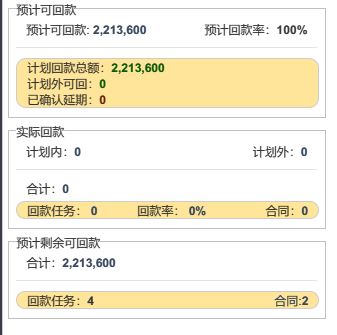 预计可回款
预计可回款: 2,213,600 预计回款率：100%
计划回款总额：2,213,600
计划外可回：0
已确认延期：0
实际回款
计划内：0 计划外：0
合计：0
回款任务： 0 回款率： 0% 合同：0
预计剩余可回款
合计：2,213,600
回款任务：4 合同:2